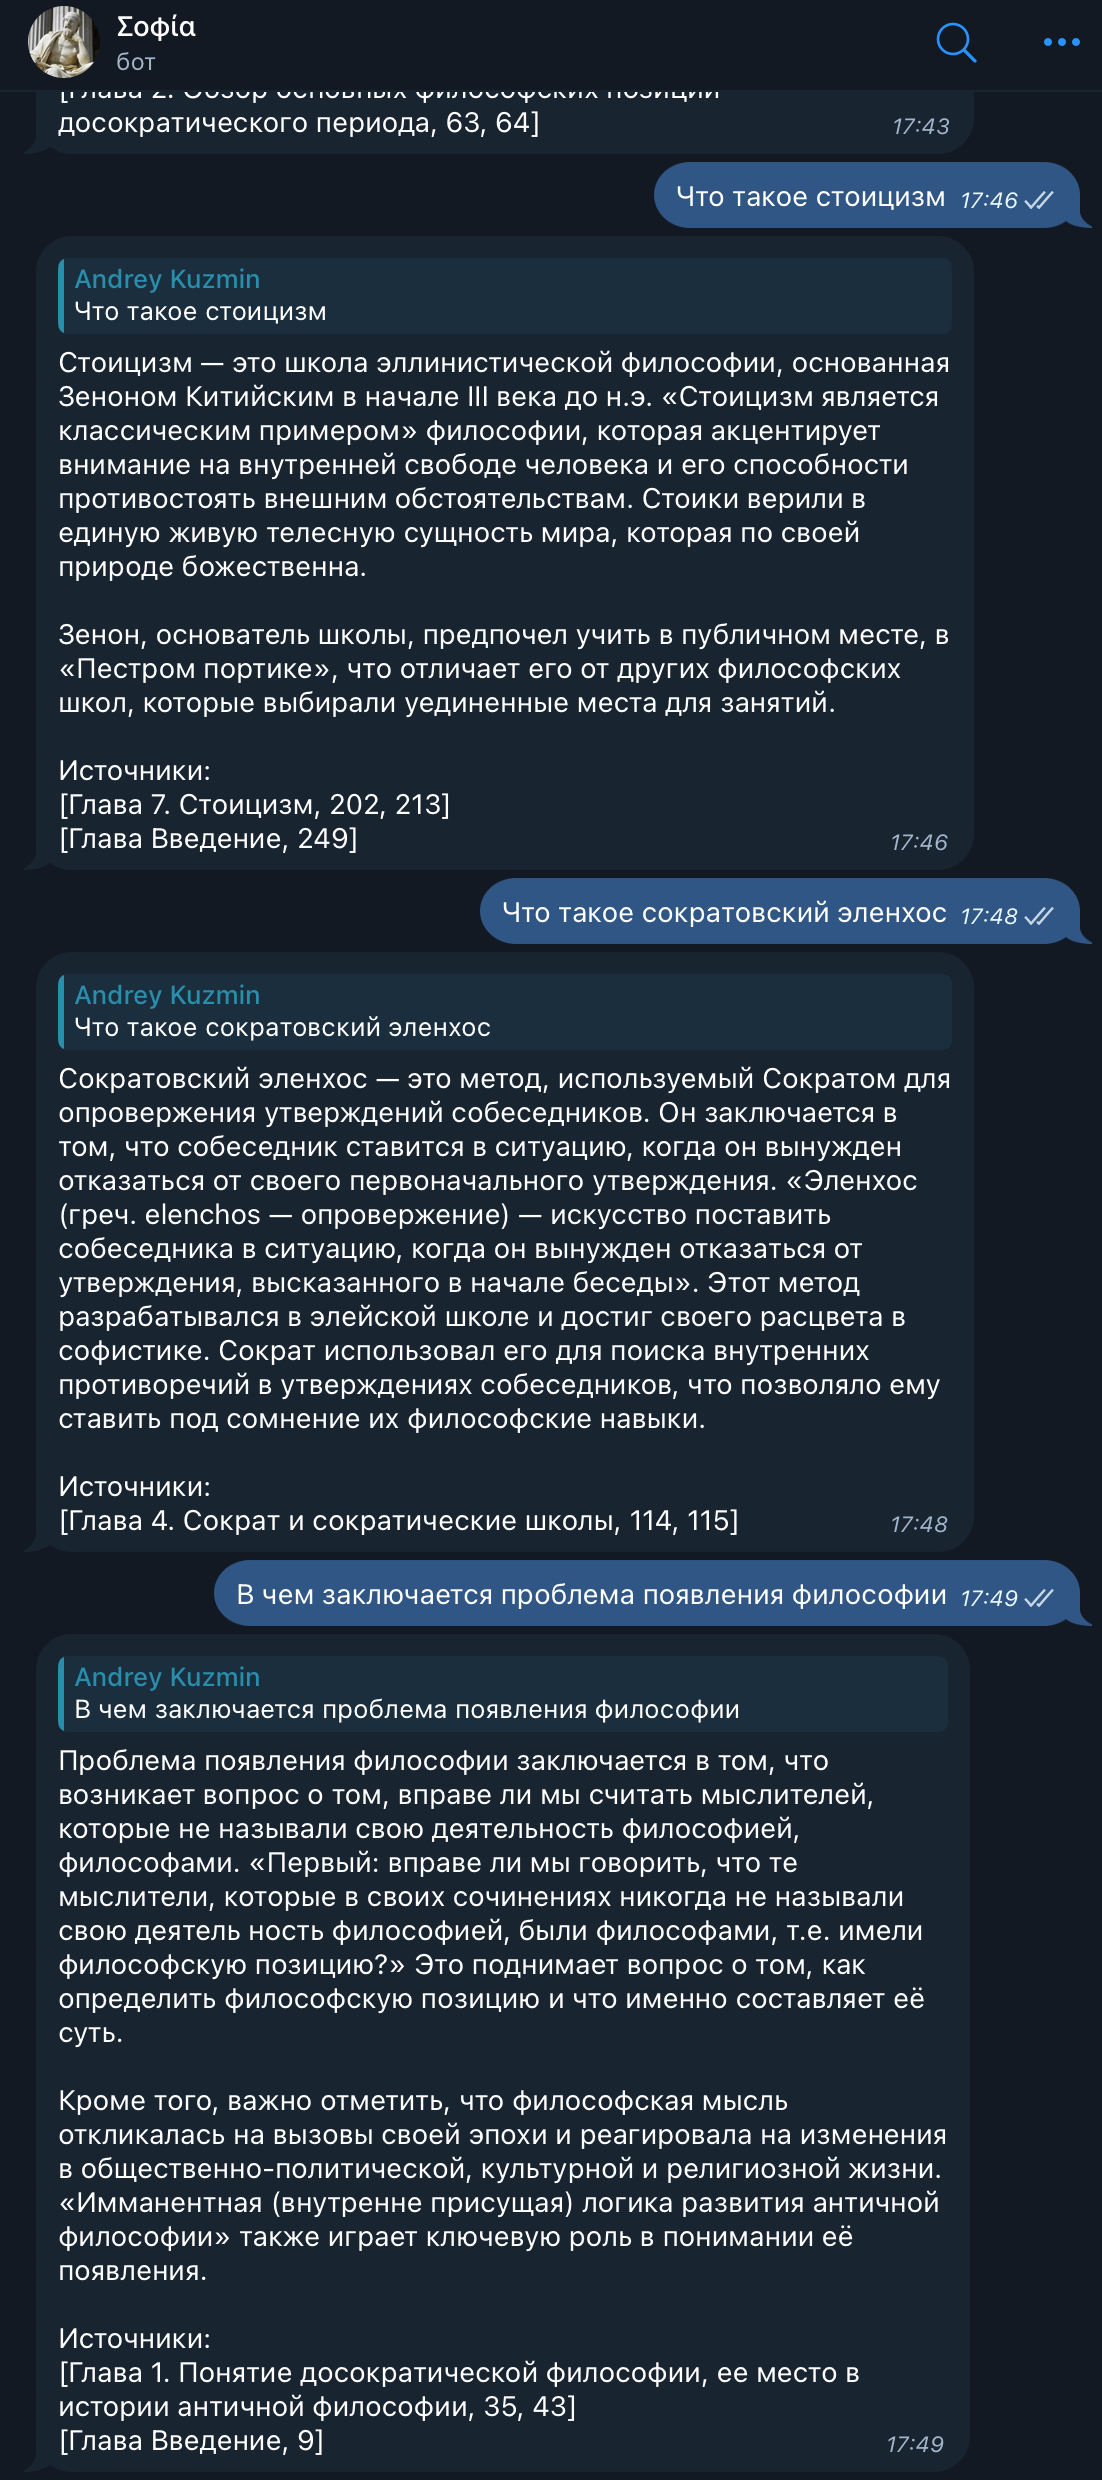 Σοφία
бот
[Глава 2. Обзор основных философских позиций
досократического периода, 63, 64]
17:43
Что такое стоицизм 17:46
Andrey Kuzmin
Что такое стоицизм
Стоицизм — это школа эллинистической философии, основанная
Зеноном Китийским в начале III века до н.э. «Стоицизм является
классическим примером» философии, которая акцентирует
внимание на внутренней свободе человека и его способности
противостоять внешним обстоятельствам. Стоики верили в
единую живую телесную сущность мира, которая по своей
природе божественна.
Зенон, основатель школы, предпочел учить в публичном месте, в
«Пестром портике», что отличает его от других философских
школ, которые выбирали уединенные места для занятий.
Источники:
[Глава 7. Стоицизм, 202, 213]
[Глава Введение, 249]
17:46
Что такое сократовский эленхос 17:48
Andrey Kuzmin
Что такое сократовский эленхос
Сократовский эленхос — это метод, используемый Сократом для
опровержения утверждений собеседников. Он заключается в
том, что собеседник ставится в ситуацию, когда он вынужден
отказаться от своего первоначального утверждения. «Эленхос
(греч. elenchos — опровержение) — искусство поставить
собеседника в ситуацию, когда он вынужден отказаться от
утверждения, высказанного в начале беседы». Этот метод
разрабатывался в элейской школе и достиг своего расцвета в
софистике. Сократ использовал его для поиска внутренних
противоречий в утверждениях собеседников, что позволяло ему
ставить под сомнение их философские навыки.
Источники:
[Глава 4. Сократ и сократические школы, 114, 115]
17:48
В чем заключается проблема появления философии 17:49
Andrey Kuzmin
В чем заключается проблема появления философии
Проблема появления философии заключается в том, что
возникает вопрос о том, вправе ли мы считать мыслителей,
которые не называли свою деятельность философией,
философами. «Первый: вправе ли мы говорить, что те
мыслители, которые в своих сочинениях никогда не называли
свою деятель ность философией, были философами, т.е. имели
философскую позицию?» Это поднимает вопрос о том, как
определить философскую позицию и что именно составляет её
суть.
Кроме того, важно отметить, что философская мысль
откликалась на вызовы своей эпохи и реагировала на изменения
в общественно-политической, культурной и религиозной жизни.
«Имманентная (внутренне присущая) логика развития античной
философии» также играет ключевую роль в понимании её
появления.
Источники:
[Глава 1. Понятие досократической философии, ее место в
истории античной философии, 35, 43]
[Глава Введение, 9]
17:49